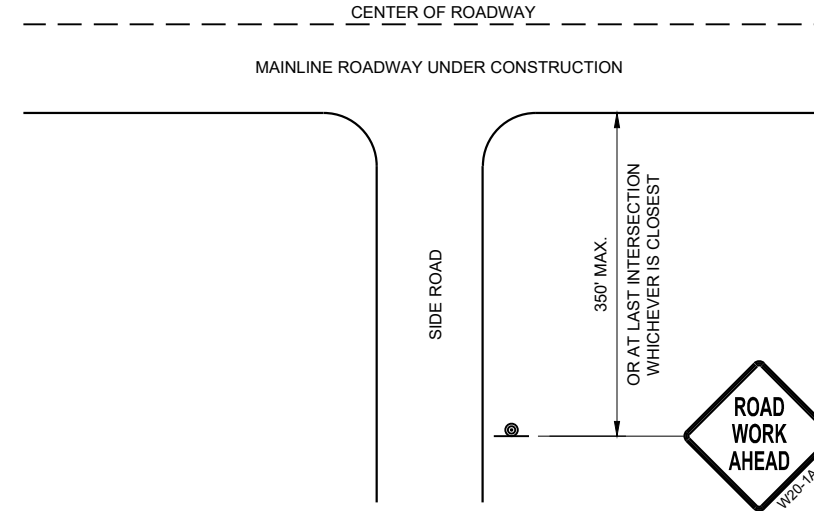 CENTER OF ROADWAY
MAINLINE ROADWAY UNDER CONSTRUCTION
SIDE ROAD
350' MAX.
OR AT LAST INTERSECTION
WHICHEVER IS CLOSEST
ROAD
WORK
AHEAD
W20-1A